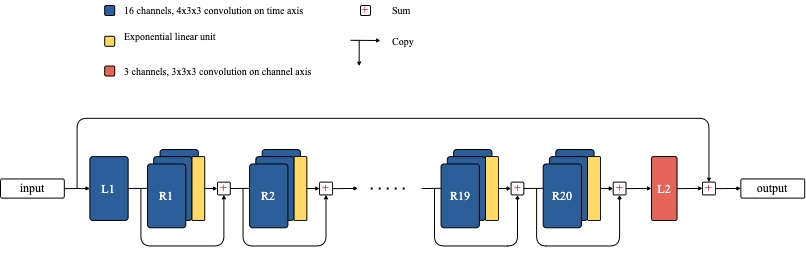 16 channels, 4x3x3 convolution on time axis
Sum
Exponential linear unit
Copy
3 channels, 3x3x3 convolution on channel axis
input
L1
R1
+
R2
+
.....
R19
+
R20
+
L2
+
output